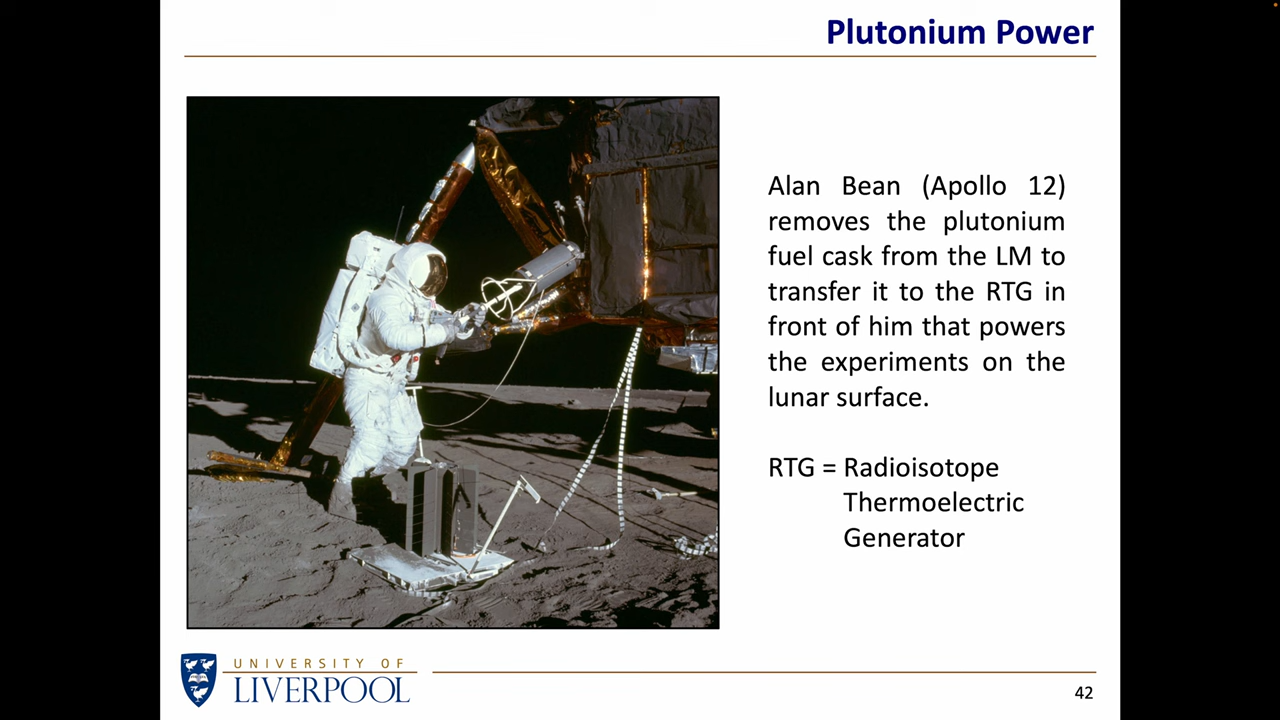 Plutonium Power
Alan Bean (Apollo 12)
removes the plutonium
fuel cask from the LM to
transfer it to the RTG in
front of him that powers
the experiments on the
lunar surface.
RTG = Radioisotope
Thermoelectric
Generator
UNIVERSITY OF
LIVERPOOL
42